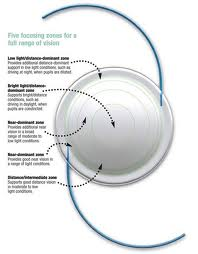 Five focusing zones for a
full range of vision
Low light/distance-dominant zone
Provides additional distance-dominant
support in low light conditions, such as
driving at night, when pupils are dilated.
Bright light/distance-
dominant zone
Supports distance in brightlight
conditions, such as driving in
daylight, when pupils are constricted.
Near-dominant zone
Provides additional near
vision in a broad
range of moderate
to low-light
conditions.
Near-dominant zone
Provides good near vision in
a range of light conditions.
Distance/intermediate zone
Supports good distance vision
in moderate to low
light conditions.